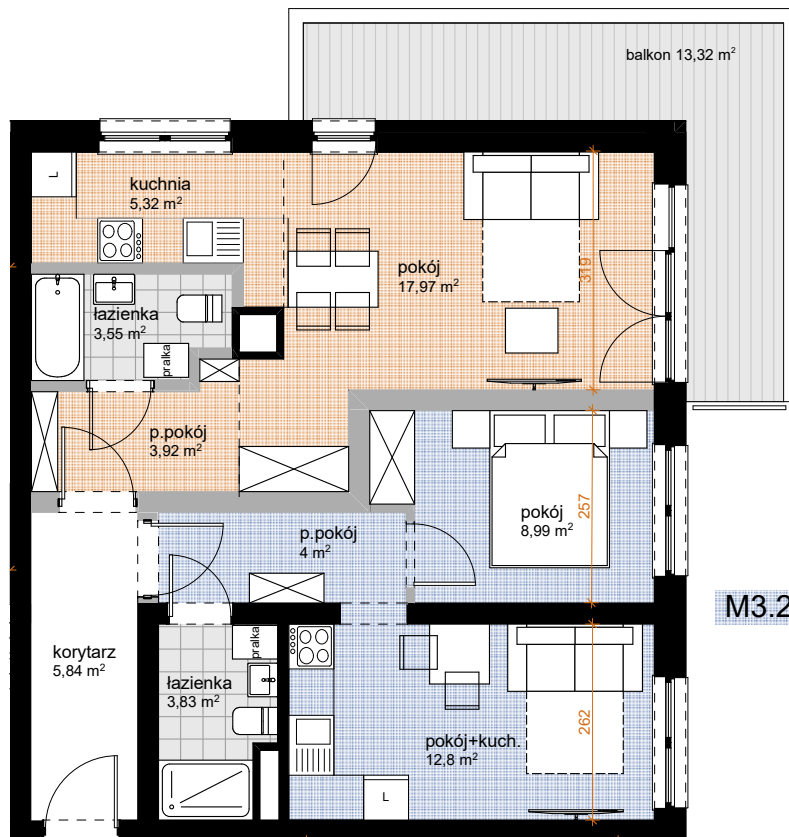 balkon 13,32 m²
L
kuchnia
5,32 m²
pokój
17,97 m²
319
łazienka
3,55 m²
pralka
p.pokój
3,92 m²
pokój
8,99 m²
257
p.pokój
4 m²
M3.2
korytarz
5,84 m²
pralka
łazienka
3,83 m²
pokój+kuch.
12,8 m²
262
L